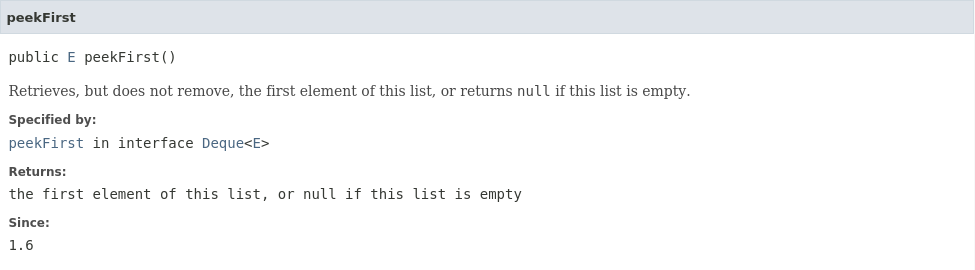 peekFirst
public E peekFirst()
Retrieves, but does not remove, the first element of this list, or returns null if this list is empty.
Specified by:
peekFirst in interface Deque<E>
Returns:
the first element of this list, or null if this list is empty
Since:
1.6